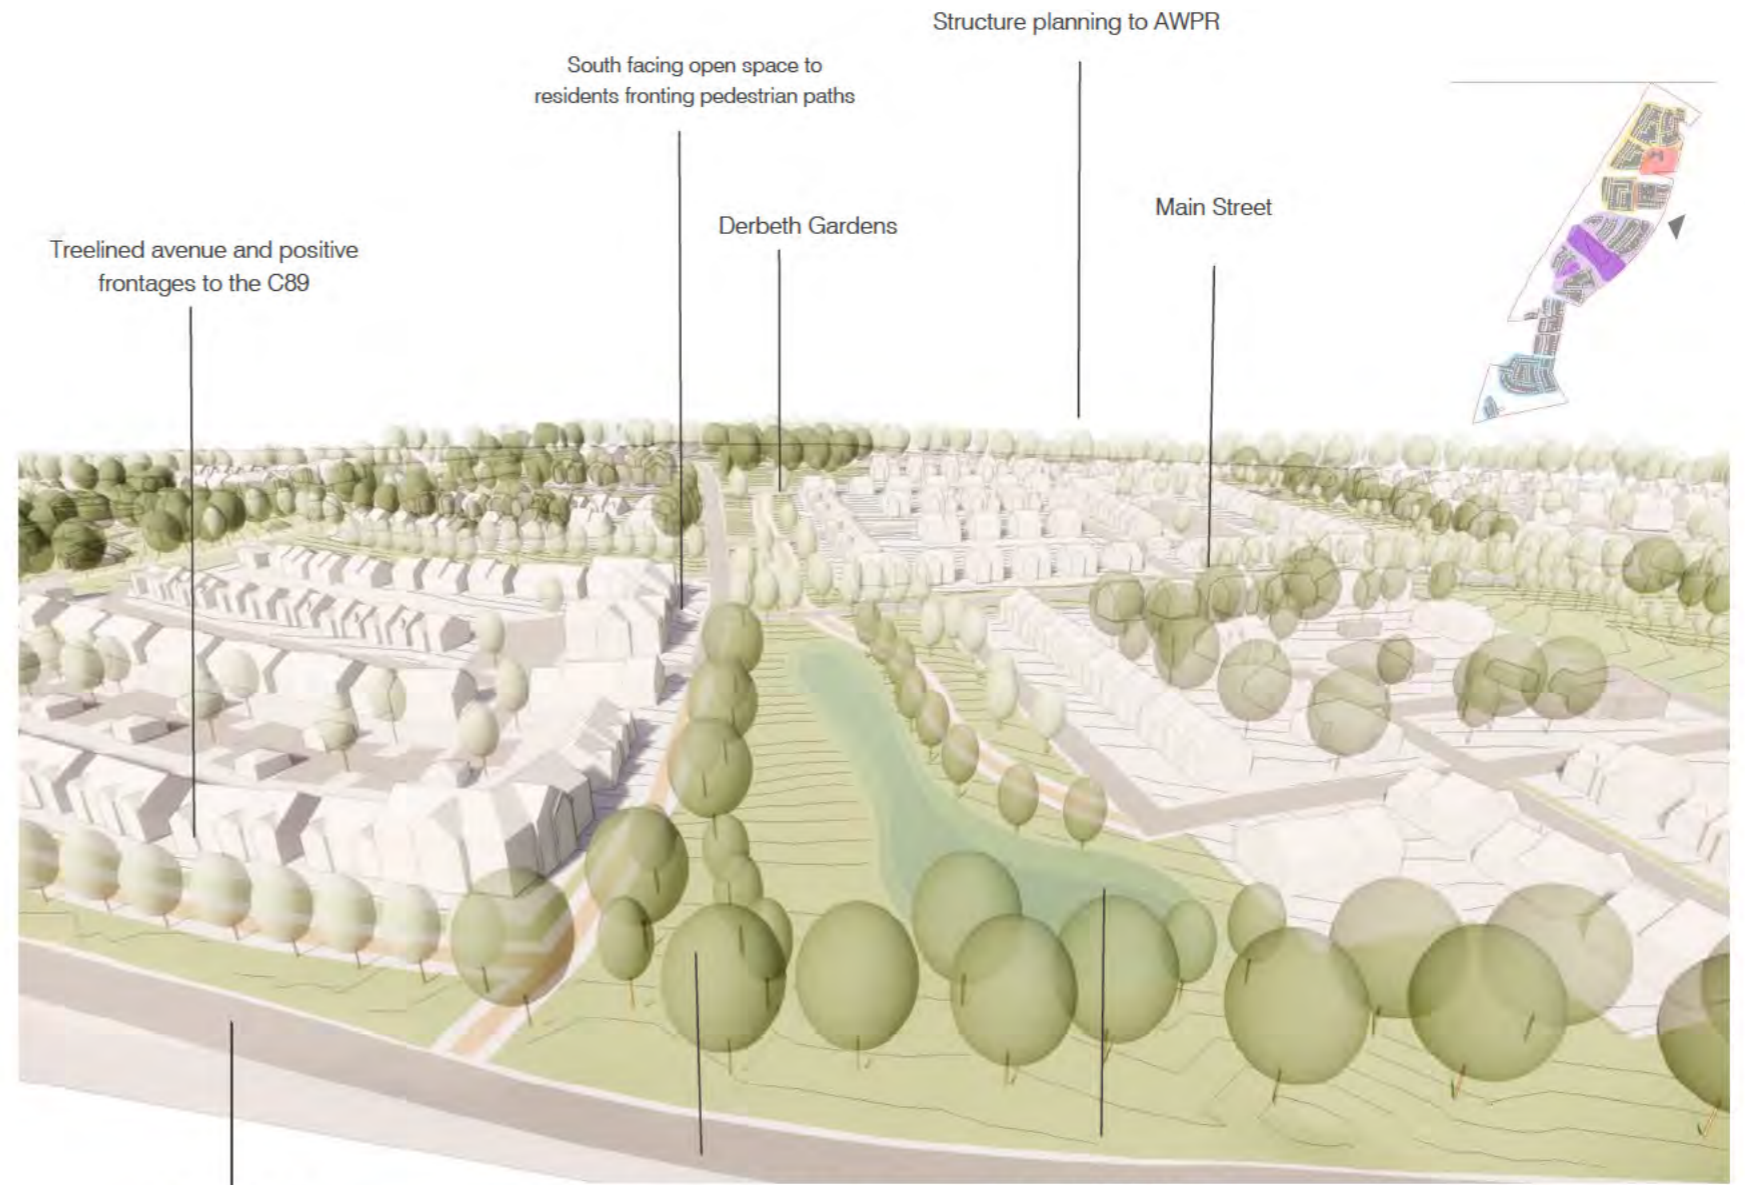 Structure planning to AWPR
South facing open space to
residents fronting pedestrian paths
Main Street
Derbeth Gardens
Treelined avenue and positive
frontages to the C89